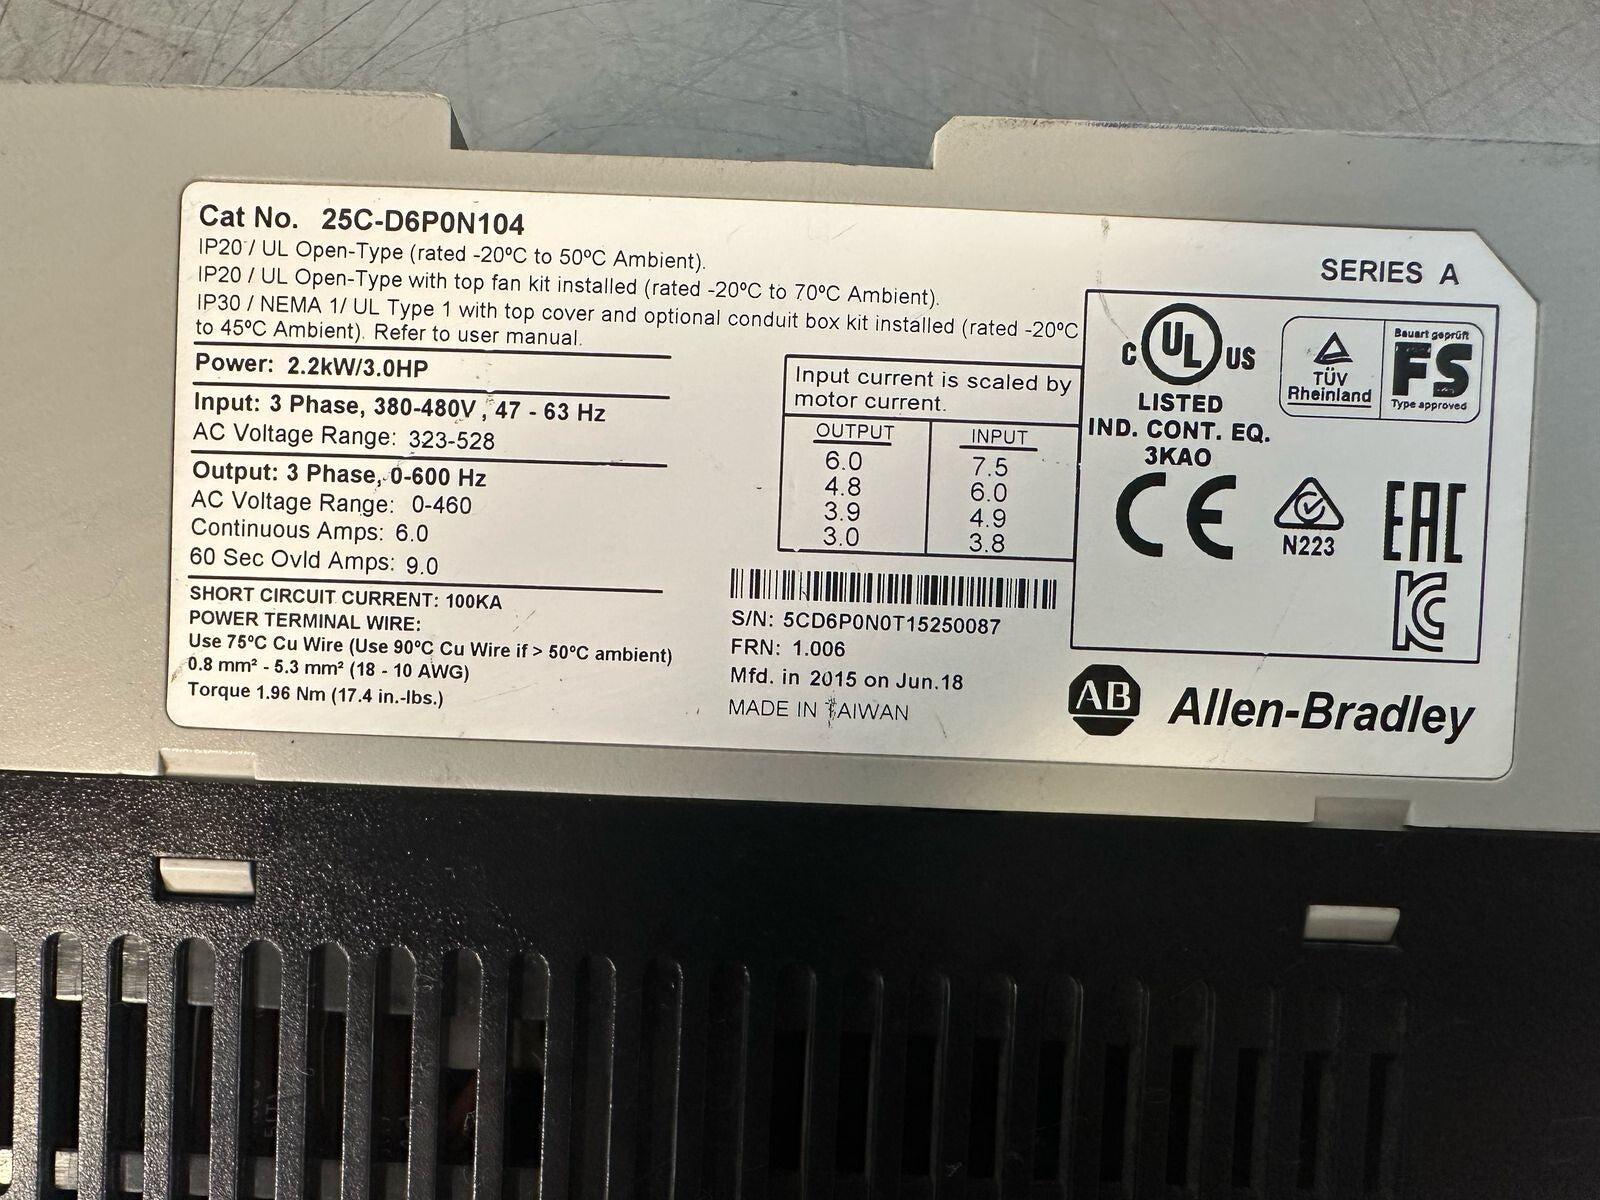 Cat No. 25C-D6P0N104
IP20 / UL Open-Type (rated -20ºC to 50ºC Ambient).
IP20 / UL Open-Type with top fan kit installed (rated -20ºC to 70ºC Ambient).
IP30 / NEMA 1/ UL Type 1 with top cover and optional conduit box kit installed (rated -20ºC
to 45ºC Ambient). Refer to user manual.
SERIES A
Power: 2.2kW/3.0HP
Input: 3 Phase, 380-480V , 47 - 63 Hz
AC Voltage Range: 323-528
Output: 3 Phase, 0-600 Hz
AC Voltage Range: 0-460
Continuous Amps: 6.0
60 Sec Ovld Amps: 9.0
SHORT CIRCUIT CURRENT: 100KA
POWER TERMINAL WIRE:
Use 75ºC Cu Wire (Use 90ºC Cu Wire if > 50ºC ambient)
0.8 mm² - 5.3 mm² (18 - 10 AWG)
Torque 1.96 Nm (17.4 in.-lbs.)
Input current is scaled by
motor current.
OUTPUT INPUT
6.0 7.5
4.8 6.0
3.9 4.9
3.0 3.8
S/N: 5CD6P0N0T15250087
FRN: 1.006
Mfd. in 2015 on Jun.18
MADE IN TAIWAN
C UL US
LISTED
IND. CONT. EQ.
3KAO
TÜV
Rheinland
Bauart geprüft
FS
Type approved
CE
N223
EAC
KC
AB Allen-Bradley